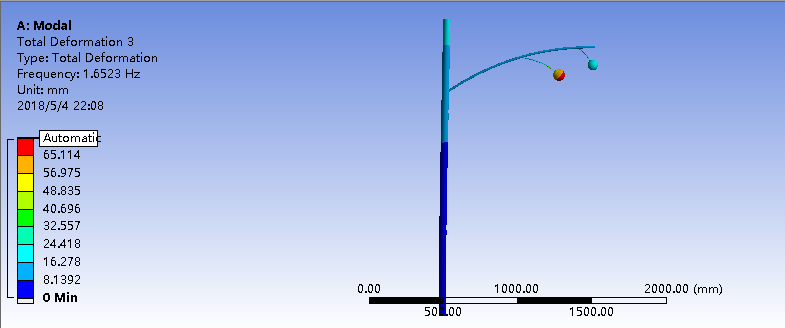 A: Modal
Total Deformation 3
Type: Total Deformation
Frequency: 1.6523 Hz
Unit: mm
2018/5/4 22:08
Automatic
65.114
56.975
48.835
40.696
32.557
24.418
16.278
8.1392
0 Min
0.00 1000.00 2000.00 (mm)
500.00 1500.00